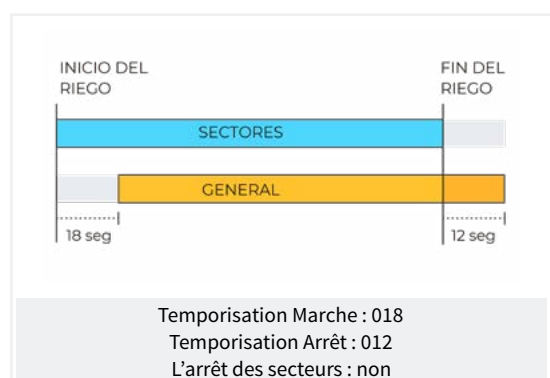 INICIO DEL
RIEGO
FIN DEL
RIEGO
SECTORES
GENERAL
18 seg
12 seg
Temporisation Marche : 018
Temporisation Arrêt : 012
L’arrêt des secteurs : non